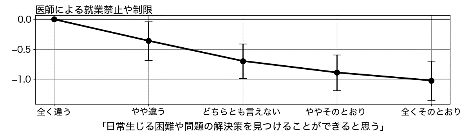 医師による就業禁止や制限
0.0
−0.5
−1.0
全く違う やや違う どちらとも言えない ややそのとおり 全くそのとおり
「日常生じる困難や問題の解決策を見つけることができると思う」